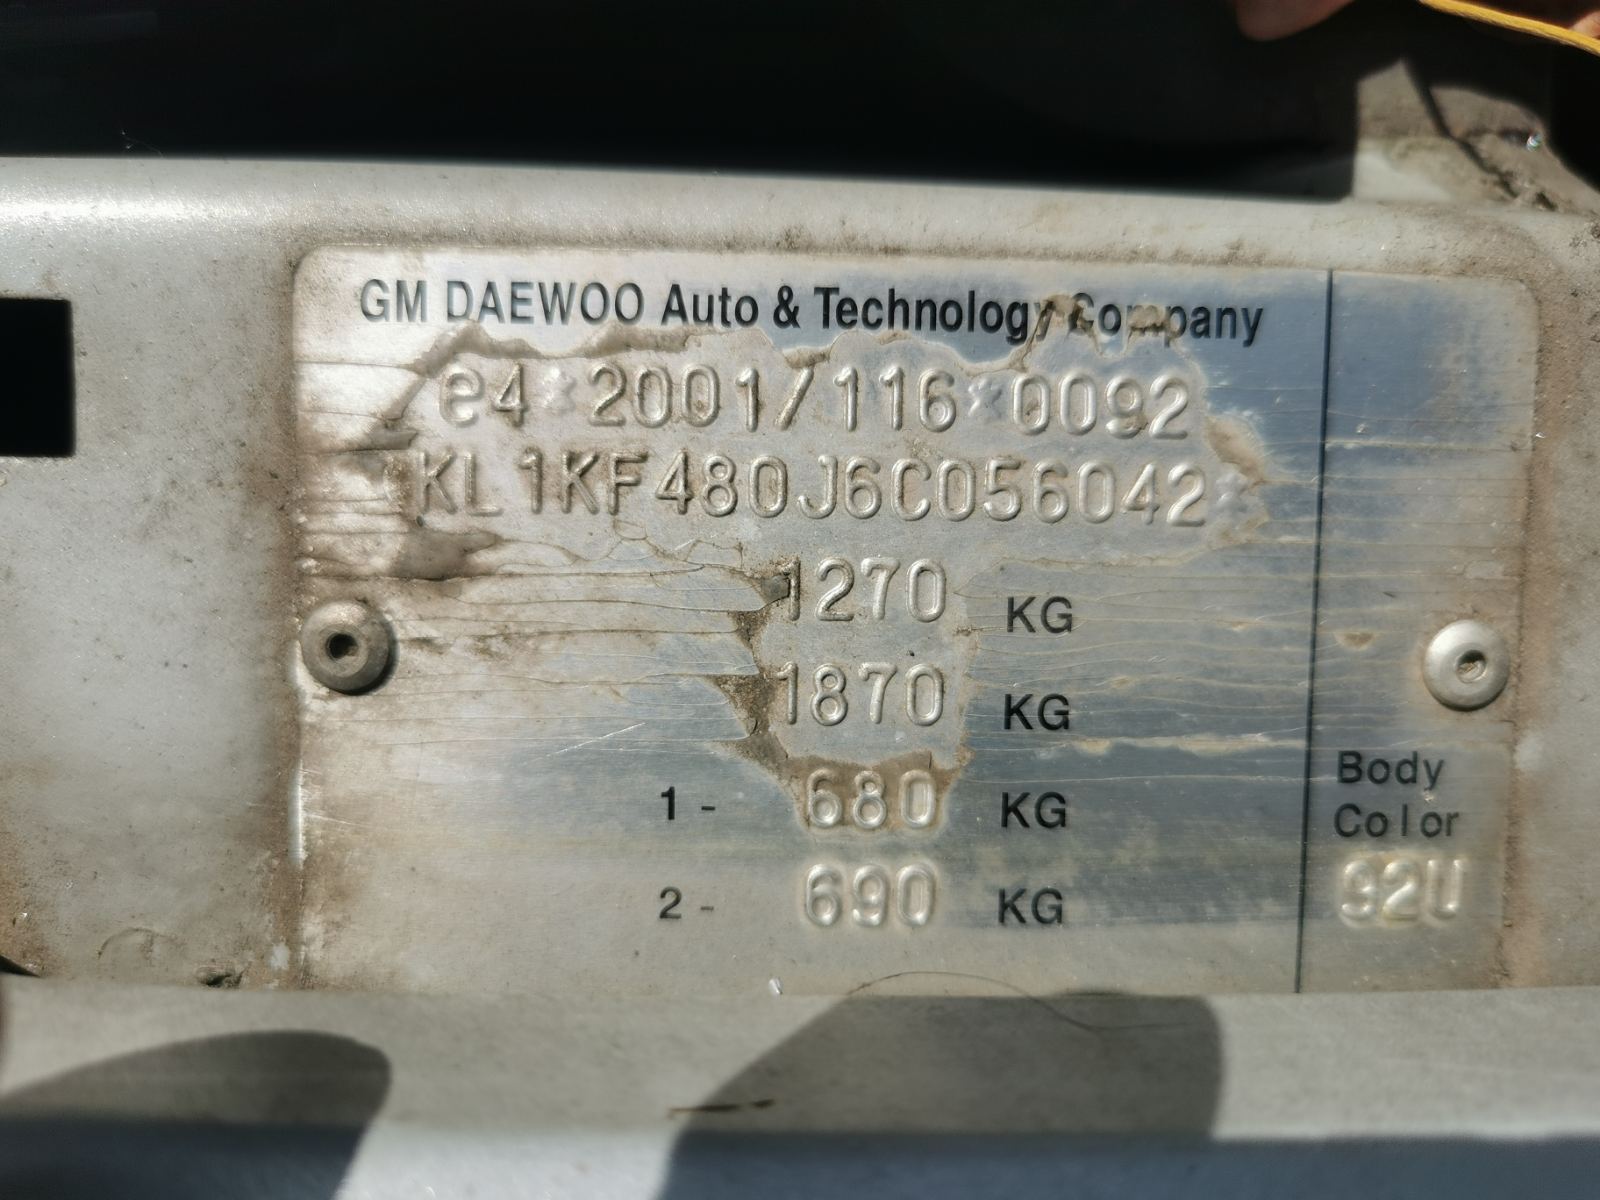 GM DAEWOO Auto & Technology Company
e4*2001/116*0092
KL1KF480J6C056042*
1270 KG
1870 KG
1- 680 KG
2- 690 KG
Body
Color
92U